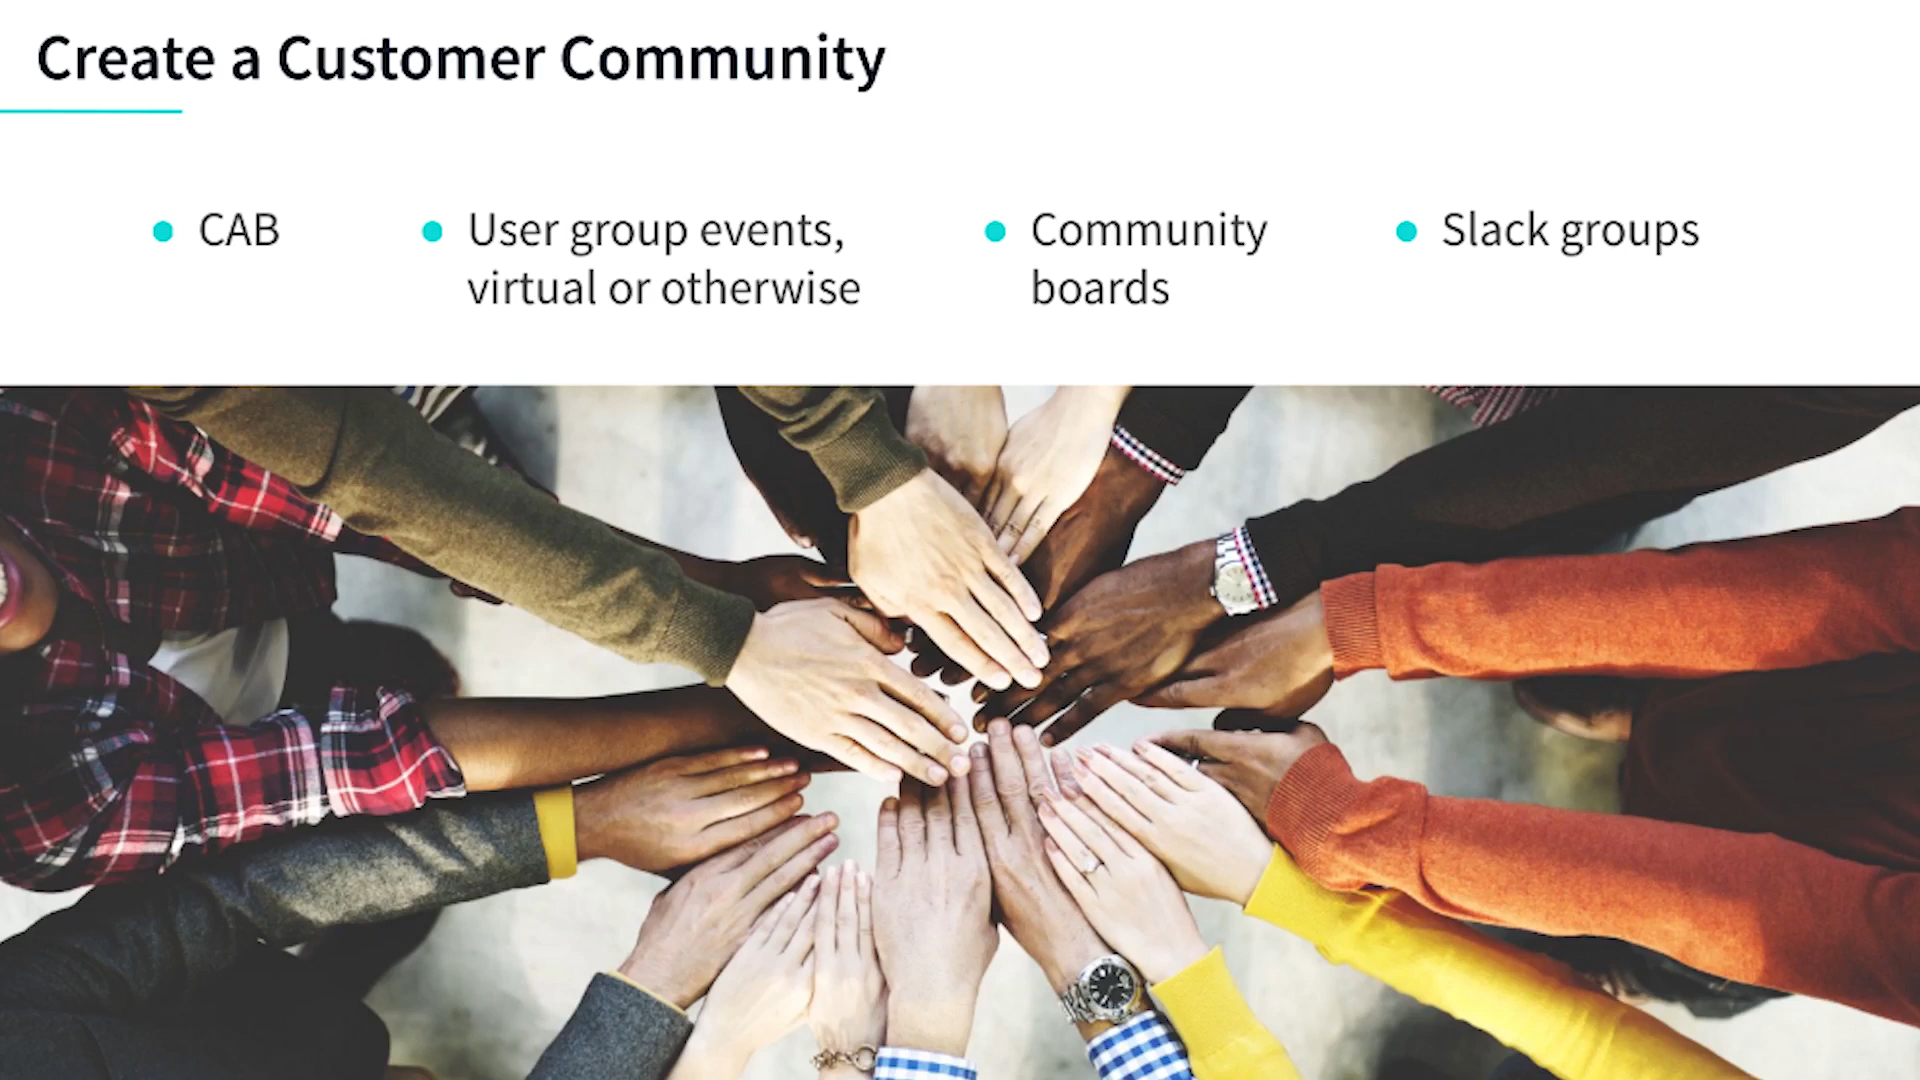 Create a Customer Community
CAB
User group events,
virtual or otherwise
Community
boards
Slack groups